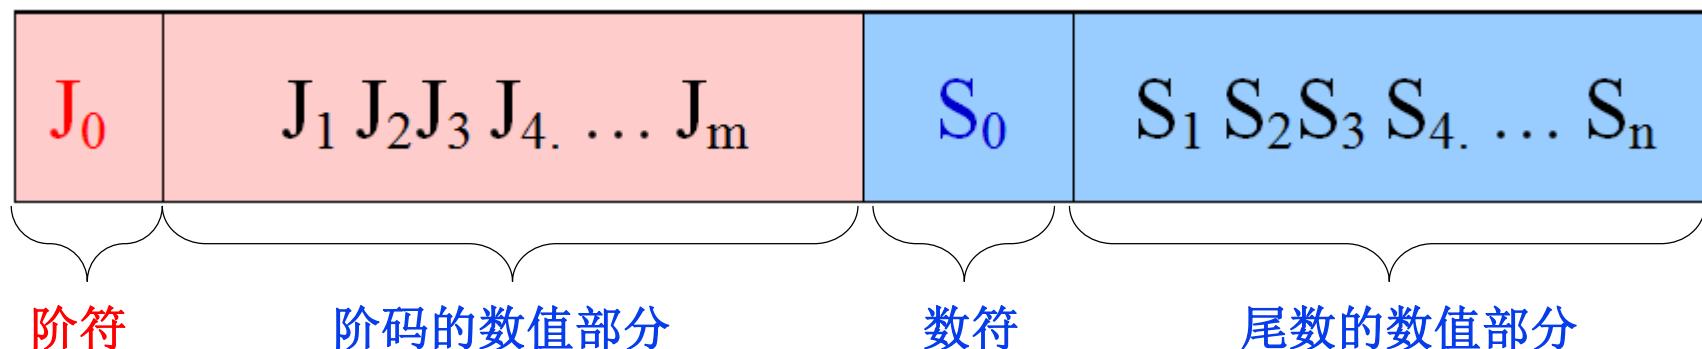 J₀ J₁ J₂J₃ J₄. … Jₘ S₀ S₁ S₂S₃ S₄. … Sₙ
阶符 阶码的数值部分 数符 尾数的数值部分